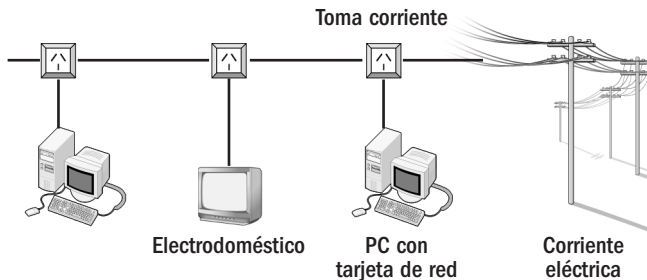 Toma corriente
Electrodoméstico
PC con
tarjeta de red
Corriente
eléctrica